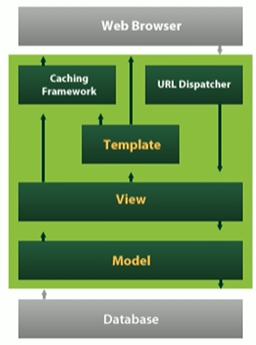 Web Browser
Caching
Framework
URL Dispatcher
Template
View
Model
Database